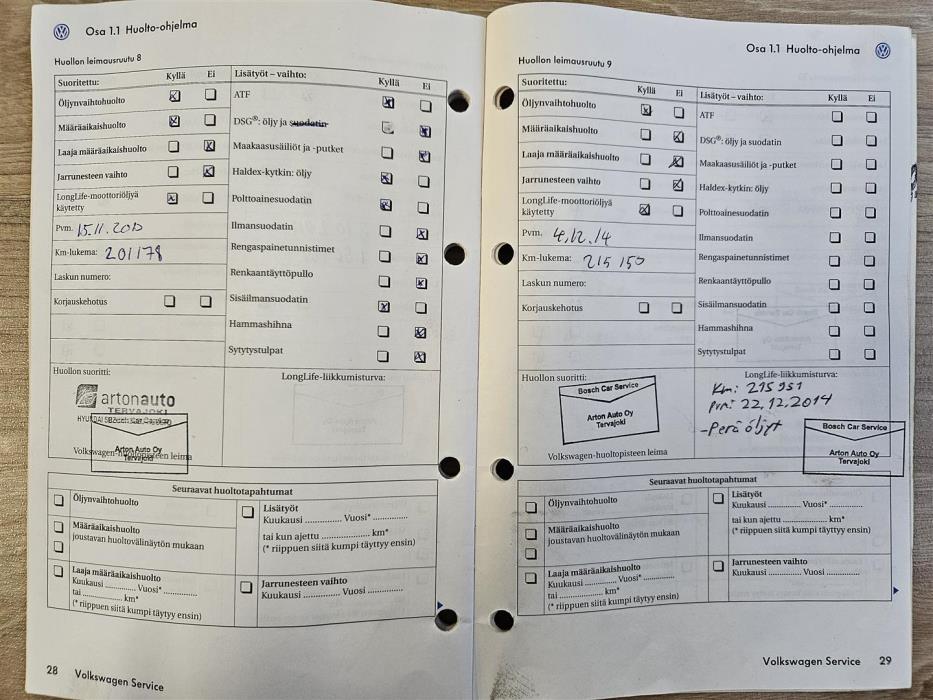 Osa 1.1 Huolto-ohjelma
Huollon leimausruutu 8
Suoritettu: Kyllä Ei
Öljynvaihtohuolto
Määräaikaishuolto
Laaja määräaikaishuolto
Jarrunesteen vaihto
LongLife-moottoriöljyä
käytetty
Pvm. 15.11.2013
Km-lukema: 201178
Laskun numero:
Korjauskehotus
Lisätyöt – vaihto: Kyllä Ei
ATF
DSG®: öljy ja suodatin
Maakaasusäiliöt ja -putket
Haldex-kytkin: öljy
Polttoainesuodatin
Ilmansuodatin
Rengaspainetunnistimet
Renkaantäyttöpullo
Sisäilmansuodatin
Hammashihna
Sytytystulpat
Huollon suoritti:
artonauto
TERVAJOKI
Bosch Car Service
Arton Auto Oy
Tervajoki
Volkswagen-huoltopisteen leima
LongLife-liikkumisturva:
Seuraavat huoltotapahtumat
Öljynvaihtohuolto
Määräaikaishuolto
joustavan huoltovälinäytön mukaan
Laaja määräaikaishuolto
Kuukausi ............ Vuosi* ............
tai ............ km*
(* riippuen siitä kumpi täytyy ensin)
Lisätyöt
Kuukausi ............ Vuosi* ............
tai kun ajettu ............ km*
(* riippuen siitä kumpi täytyy ensin)
Jarrunesteen vaihto
Kuukausi ............ Vuosi ............
28 Volkswagen Service
Osa 1.1 Huolto-ohjelma
Huollon leimausruutu 9
Suoritettu: Kyllä Ei
Öljynvaihtohuolto
Määräaikaishuolto
Laaja määräaikaishuolto
Jarrunesteen vaihto
LongLife-moottoriöljyä
käytetty
Pvm. 4.12.14
Km-lukema: 215 150
Laskun numero:
Korjauskehotus
Lisätyöt – vaihto: Kyllä Ei
ATF
DSG®: öljy ja suodatin
Maakaasusäiliöt ja -putket
Haldex-kytkin: öljy
Polttoainesuodatin
Ilmansuodatin
Rengaspainetunnistimet
Renkaantäyttöpullo
Sisäilmansuodatin
Hammashihna
Sytytystulpat
Huollon suoritti:
Bosch Car Service
Arton Auto Oy
Tervajoki
Volkswagen-huoltopisteen leima
LongLife-liikkumisturva:
Km: 215951
pvm: 22.12.2014
-Perä öljyt
Bosch Car Service
Arton Auto Oy
Tervajoki
Seuraavat huoltotapahtumat
Öljynvaihtohuolto
Määräaikaishuolto
joustavan huoltovälinäytön mukaan
Laaja määräaikaishuolto
Kuukausi ............ Vuosi* ............
tai ............ km*
(* riippuen siitä kumpi täytyy ensin)
Lisätyöt
Kuukausi ............ Vuosi* ............
tai kun ajettu ............ km*
(* riippuen siitä kumpi täytyy ensin)
Jarrunesteen vaihto
Kuukausi ............ Vuosi ............
Volkswagen Service 29